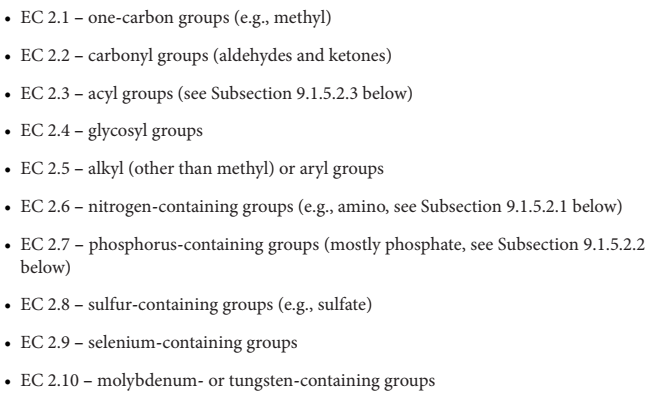 • EC 2.1 – one-carbon groups (e.g., methyl)
• EC 2.2 – carbonyl groups (aldehydes and ketones)
• EC 2.3 – acyl groups (see Subsection 9.1.5.2.3 below)
• EC 2.4 – glycosyl groups
• EC 2.5 – alkyl (other than methyl) or aryl groups
• EC 2.6 – nitrogen-containing groups (e.g., amino, see Subsection 9.1.5.2.1 below)
• EC 2.7 – phosphorus-containing groups (mostly phosphate, see Subsection 9.1.5.2.2
below)
• EC 2.8 – sulfur-containing groups (e.g., sulfate)
• EC 2.9 – selenium-containing groups
• EC 2.10 – molybdenum- or tungsten-containing groups